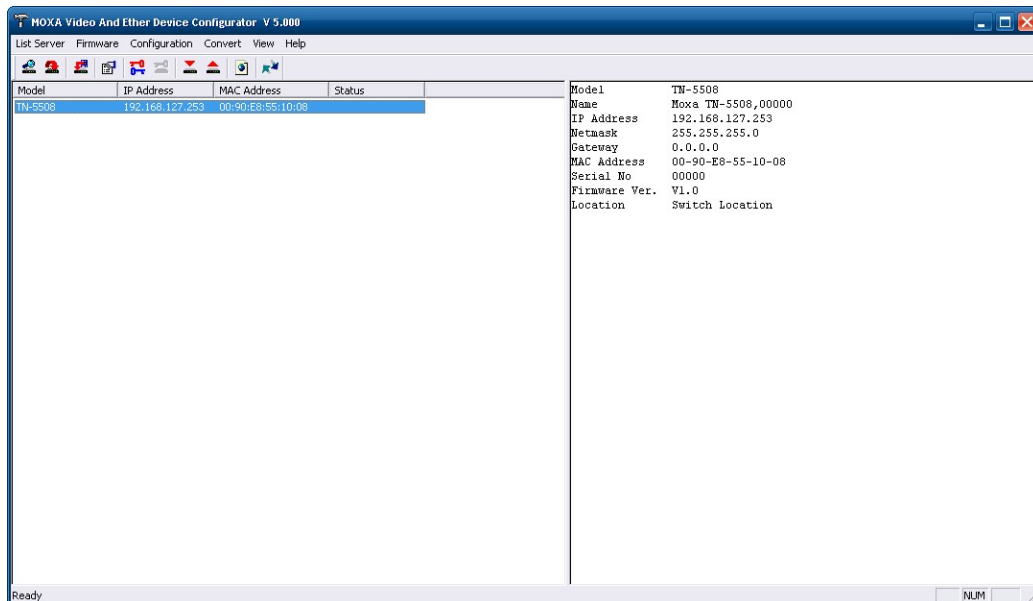 MOXA Video And Ether Device Configurator V 5.000
List Server Firmware Configuration Convert View Help
Model IP Address MAC Address Status
TN-5508 192.168.127.253 00:90:E8:55:10:08
Model TN-5508
Name Moxa TN-5508,00000
IP Address 192.168.127.253
Netmask 255.255.255.0
Gateway 0.0.0.0
MAC Address 00-90-E8-55-10-08
Serial No 00000
Firmware Ver. V1.0
Location Switch Location
Ready NUM